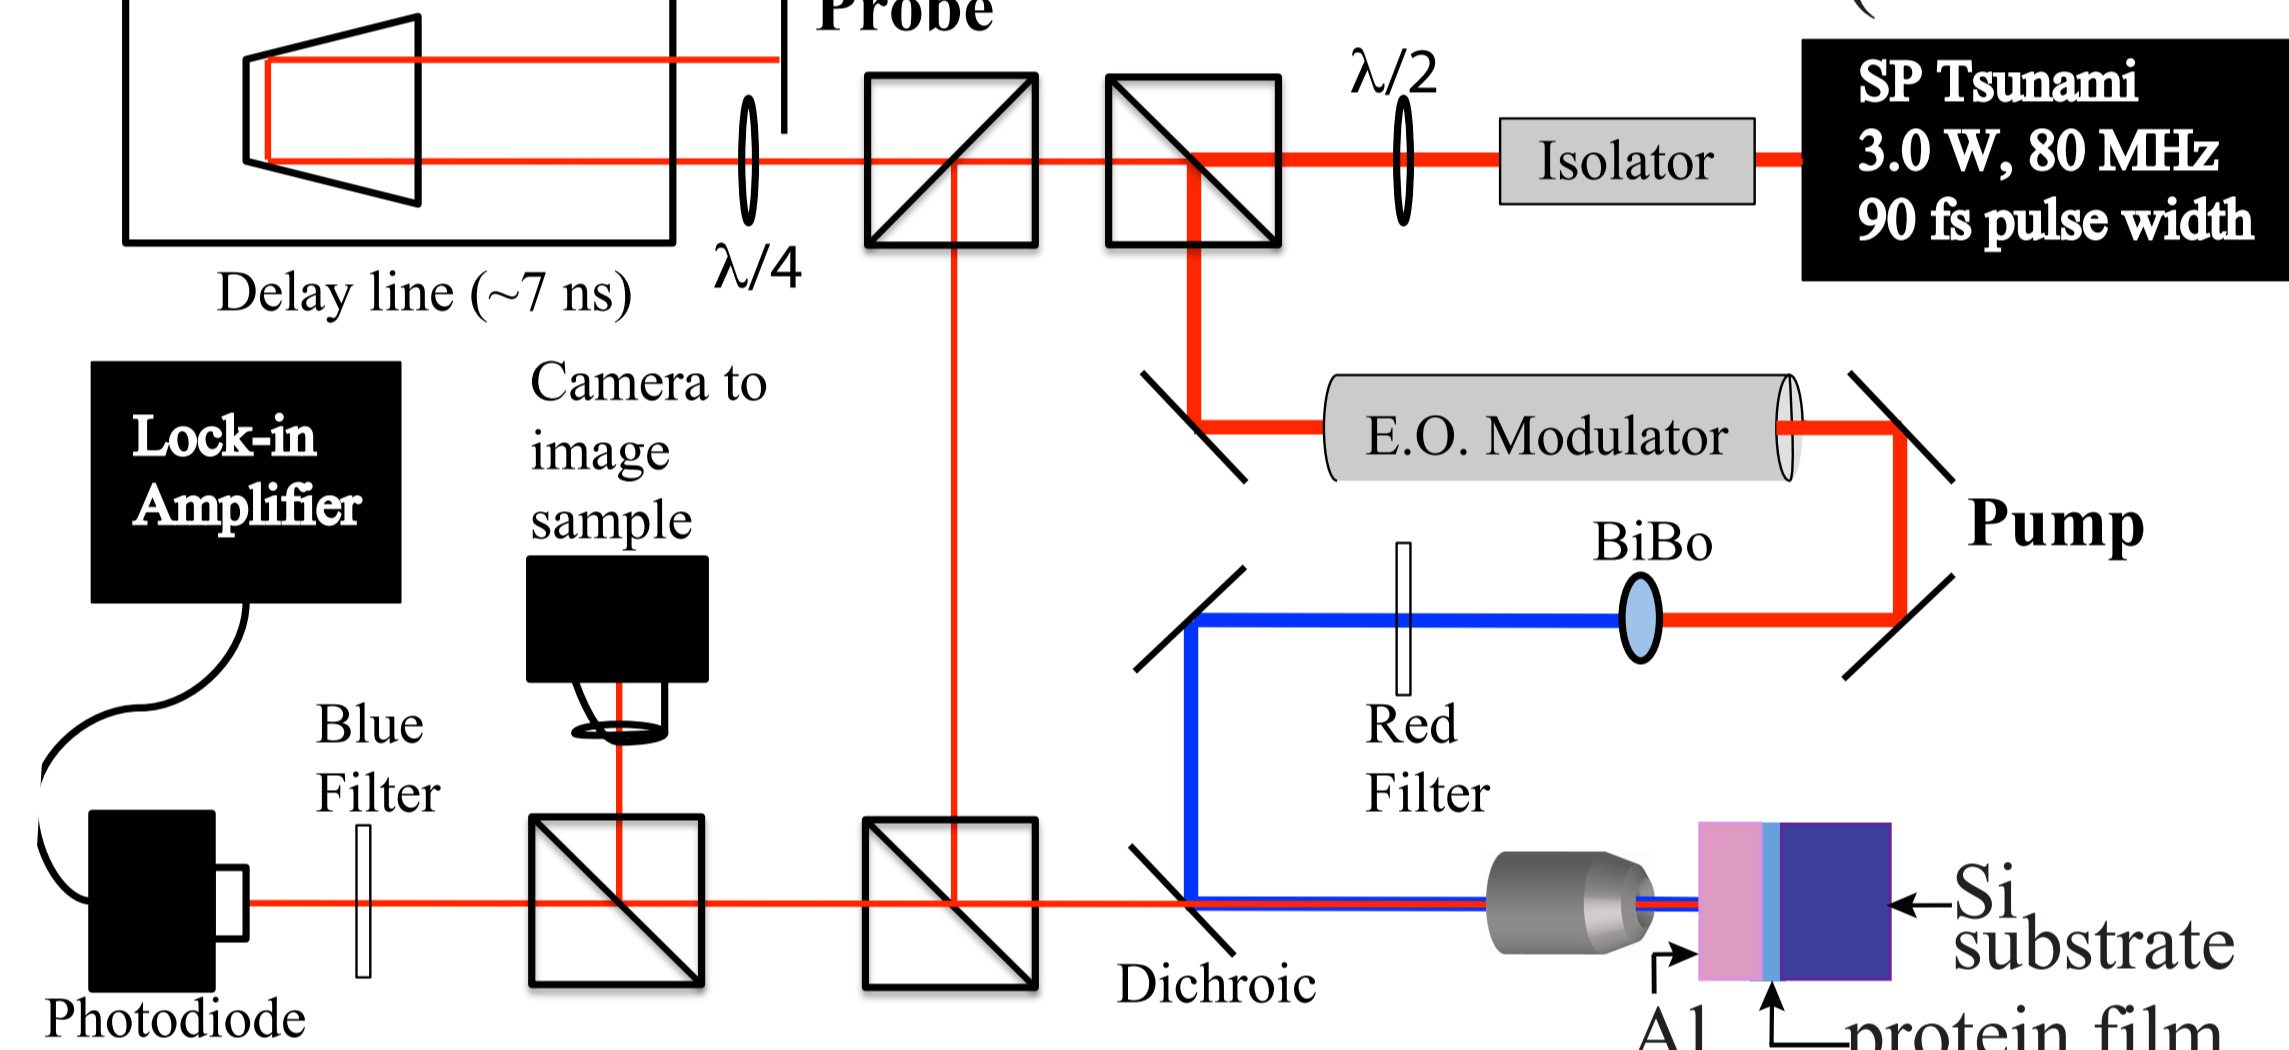 Probe
λ/2
SP Tsunami
3.0 W, 80 MHz
90 fs pulse width
Isolator
λ/4
Delay line (~7 ns)
Camera to
image
sample
Lock-in
Amplifier
E.O. Modulator
Pump
BiBo
Red
Filter
Blue
Filter
Si
substrate
Dichroic
Photodiode
Al
protein film